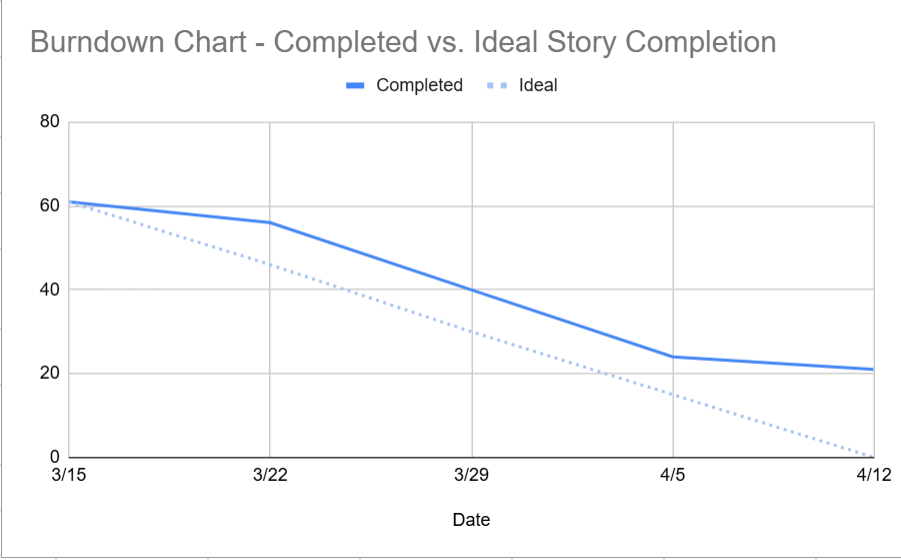 Burndown Chart - Completed vs. Ideal Story Completion
Completed Ideal
80
60
40
20
0
3/15 3/22 3/29 4/5 4/12
Date